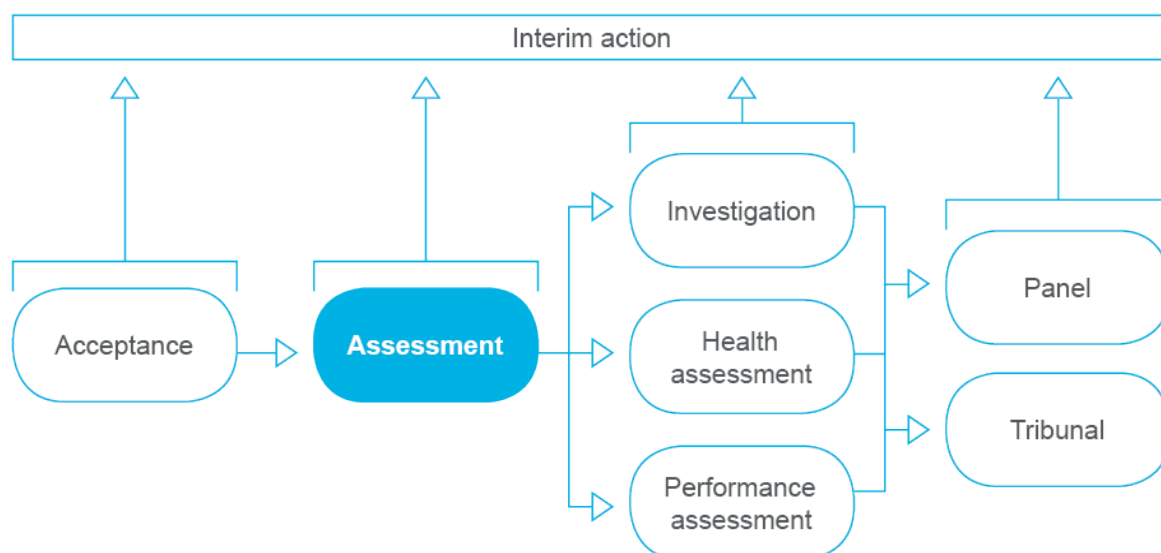 Interim action
Acceptance
Assessment
Investigation
Health
assessment
Performance
assessment
Panel
Tribunal